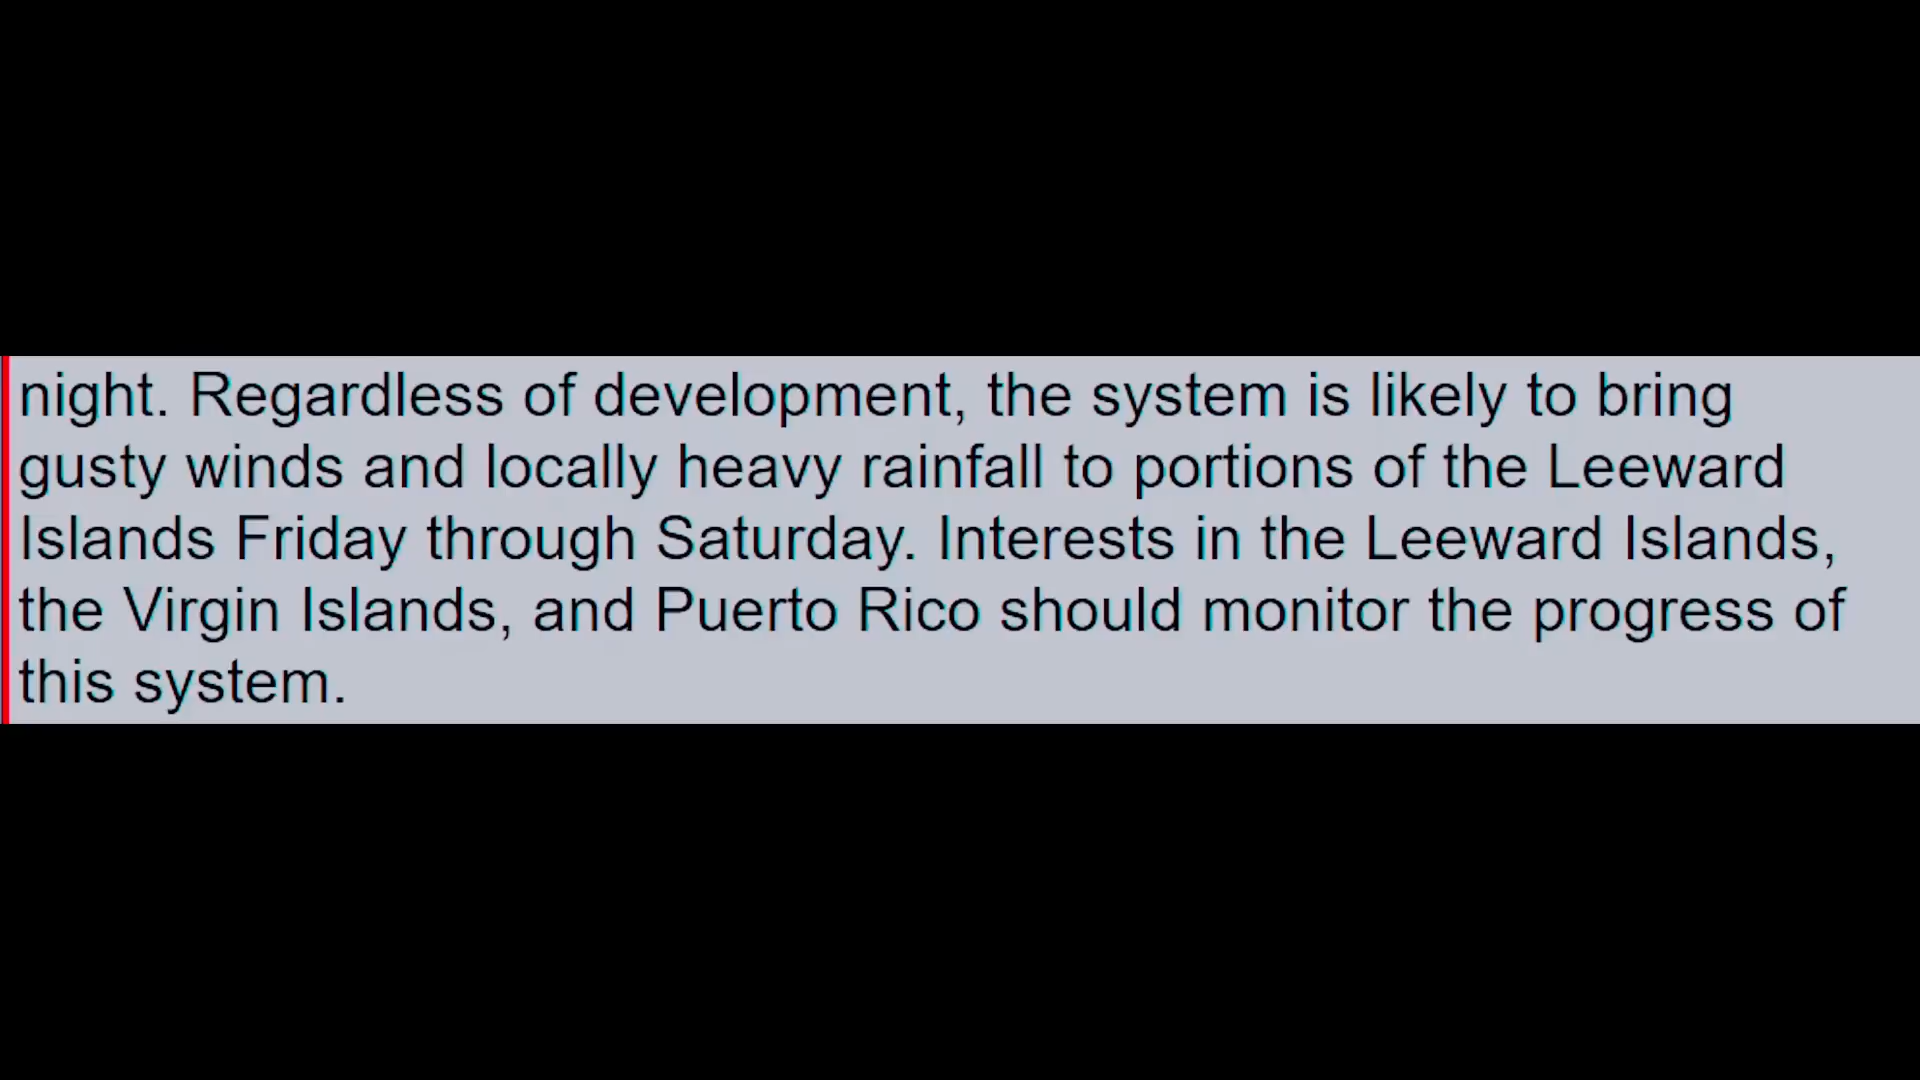 night. Regardless of development, the system is likely to bring
gusty winds and locally heavy rainfall to portions of the Leeward
Islands Friday through Saturday. Interests in the Leeward Islands,
the Virgin Islands, and Puerto Rico should monitor the progress of
this system.